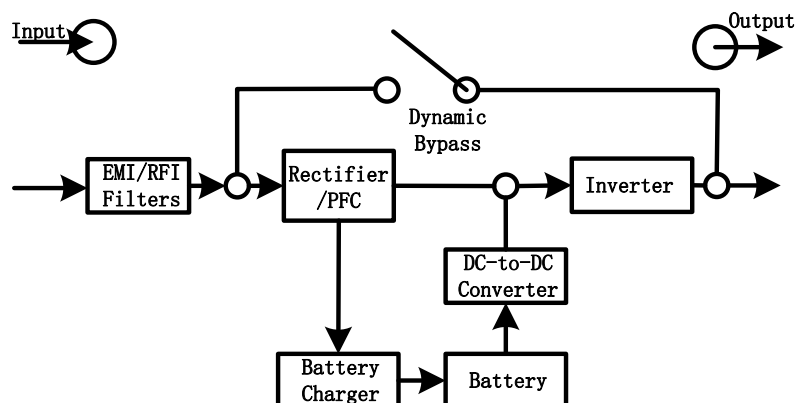 Input
Output
Dynamic
Bypass
EMI/RFI
Filters
Rectifier
/PFC
Inverter
DC-to-DC
Converter
Battery
Charger
Battery